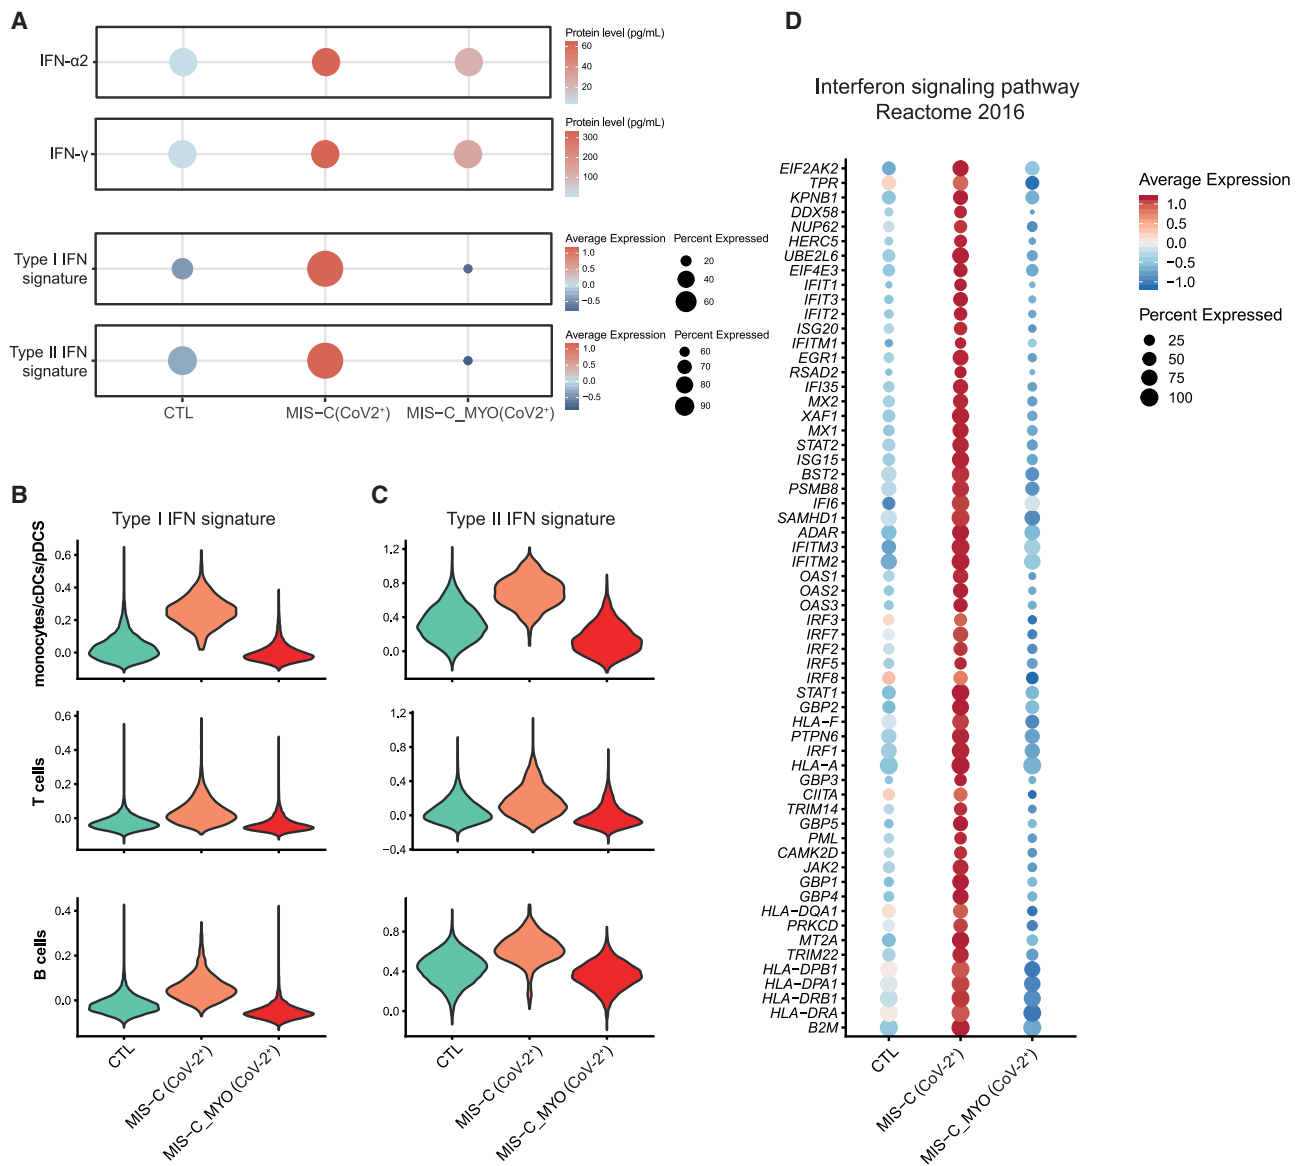 A
IFN-α2
Protein level (pg/mL)
60
40
20
IFN-γ
Protein level (pg/mL)
300
200
100
Type I IFN
signature
Average Expression
1.0
0.5
0.0
−0.5
Percent Expressed
20
40
60
Type II IFN
signature
Average Expression
1.0
0.5
0.0
−0.5
Percent Expressed
60
70
80
90
CTL
MIS−C(CoV2⁺)
MIS−C_MYO(CoV2⁺)
B
Type I IFN signature
monocytes/cDCs/pDCS
0.6
0.4
0.2
0.0
T cells
0.6
0.4
0.2
0.0
B cells
0.4
0.2
0.0
CTL
MIS−C (CoV-2⁺)
MIS−C_MYO (CoV-2⁺)
C
Type II IFN signature
1.2
0.4
0.0
1.2
0.8
0.4
0.0
−0.4
0.8
0.4
0.0
CTL
MIS−C (CoV-2⁺)
MIS−C_MYO (CoV-2⁺)
D
Interferon signaling pathway
Reactome 2016
EIF2AK2
TPR
KPNB1
DDX58
NUP62
HERC5
UBE2L6
EIF4E3
IFIT1
IFIT3
IFIT2
ISG20
IFITM1
EGR1
RSAD2
IFI35
MX2
XAF1
MX1
STAT2
ISG15
BST2
PSMB8
IFI6
SAMHD1
ADAR
IFITM3
IFITM2
OAS1
OAS2
OAS3
IRF3
IRF7
IRF2
IRF5
IRF8
STAT1
GBP2
HLA−F
PTPN6
IRF1
HLA−A
GBP3
CIITA
TRIM14
GBP5
PML
CAMK2D
JAK2
GBP1
GBP4
HLA−DQA1
PRKCD
MT2A
TRIM22
HLA−DPB1
HLA−DPA1
HLA−DRB1
HLA−DRA
B2M
CTL
MIS−C (CoV-2⁺)
MIS−C_MYO (CoV-2⁺)
Average Expression
1.0
0.5
0.0
−0.5
−1.0
Percent Expressed
25
50
75
100